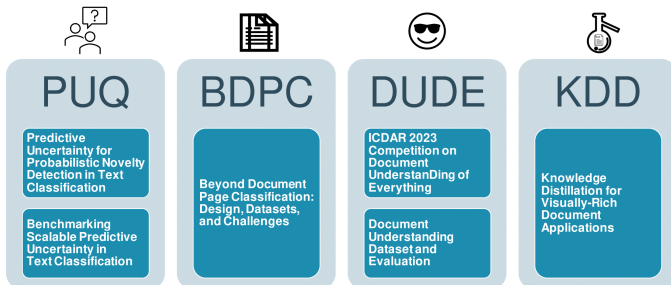 ?
PUQ
Predictive
Uncertainty for
Probabilistic Novelty
Detection in Text
Classification
Benchmarking
Scalable Predictive
Uncertainty in
Text Classification
BDPC
Beyond Document
Page Classification:
Design, Datasets,
and Challenges
DUDE
ICDAR 2023
Competition on
Document
UnderstanDing of
Everything
Document
Understanding
Dataset and
Evaluation
KDD
Knowledge
Distillation for
Visually-Rich
Document
Applications